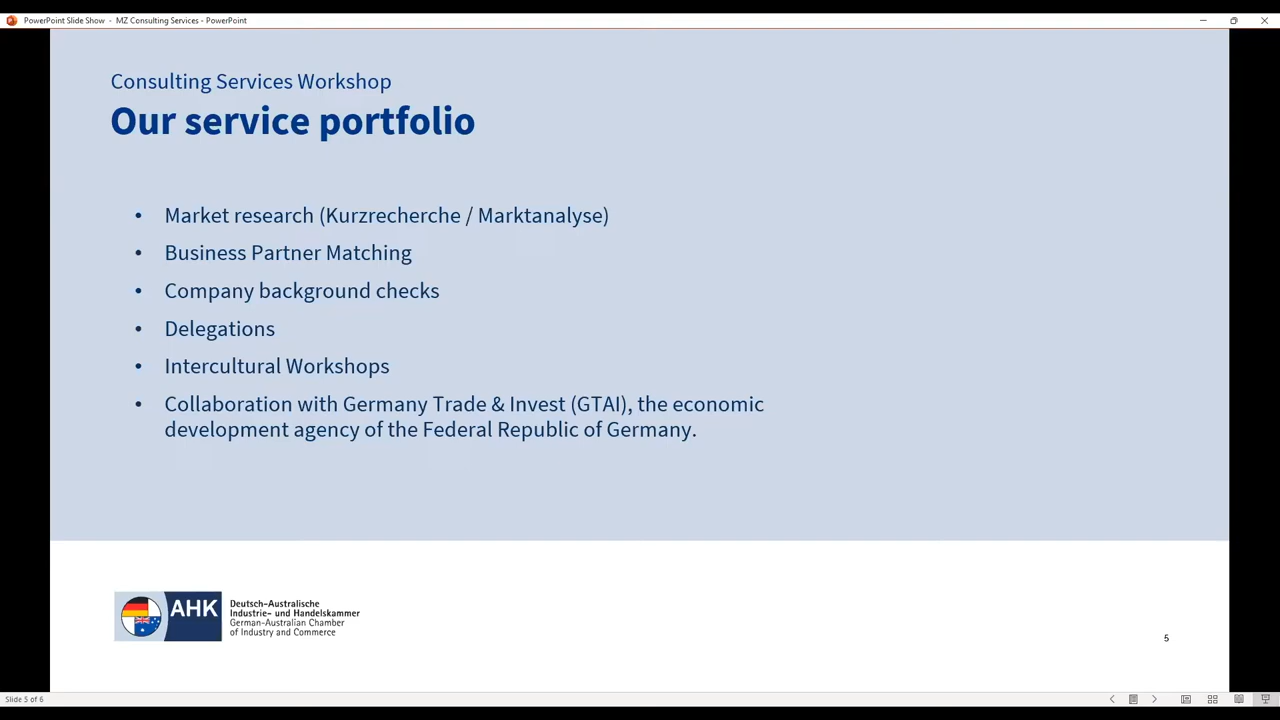 PowerPoint Slide Show - MZ Consulting Services - PowerPoint
Consulting Services Workshop
Our service portfolio
• Market research (Kurzrecherche / Marktanalyse)
• Business Partner Matching
• Company background checks
• Delegations
• Intercultural Workshops
• Collaboration with Germany Trade & Invest (GTAI), the economic
development agency of the Federal Republic of Germany.
AHK
Deutsch-Australische
Industrie- und Handelskammer
German-Australian Chamber
of Industry and Commerce
5
Slide 5 of 6